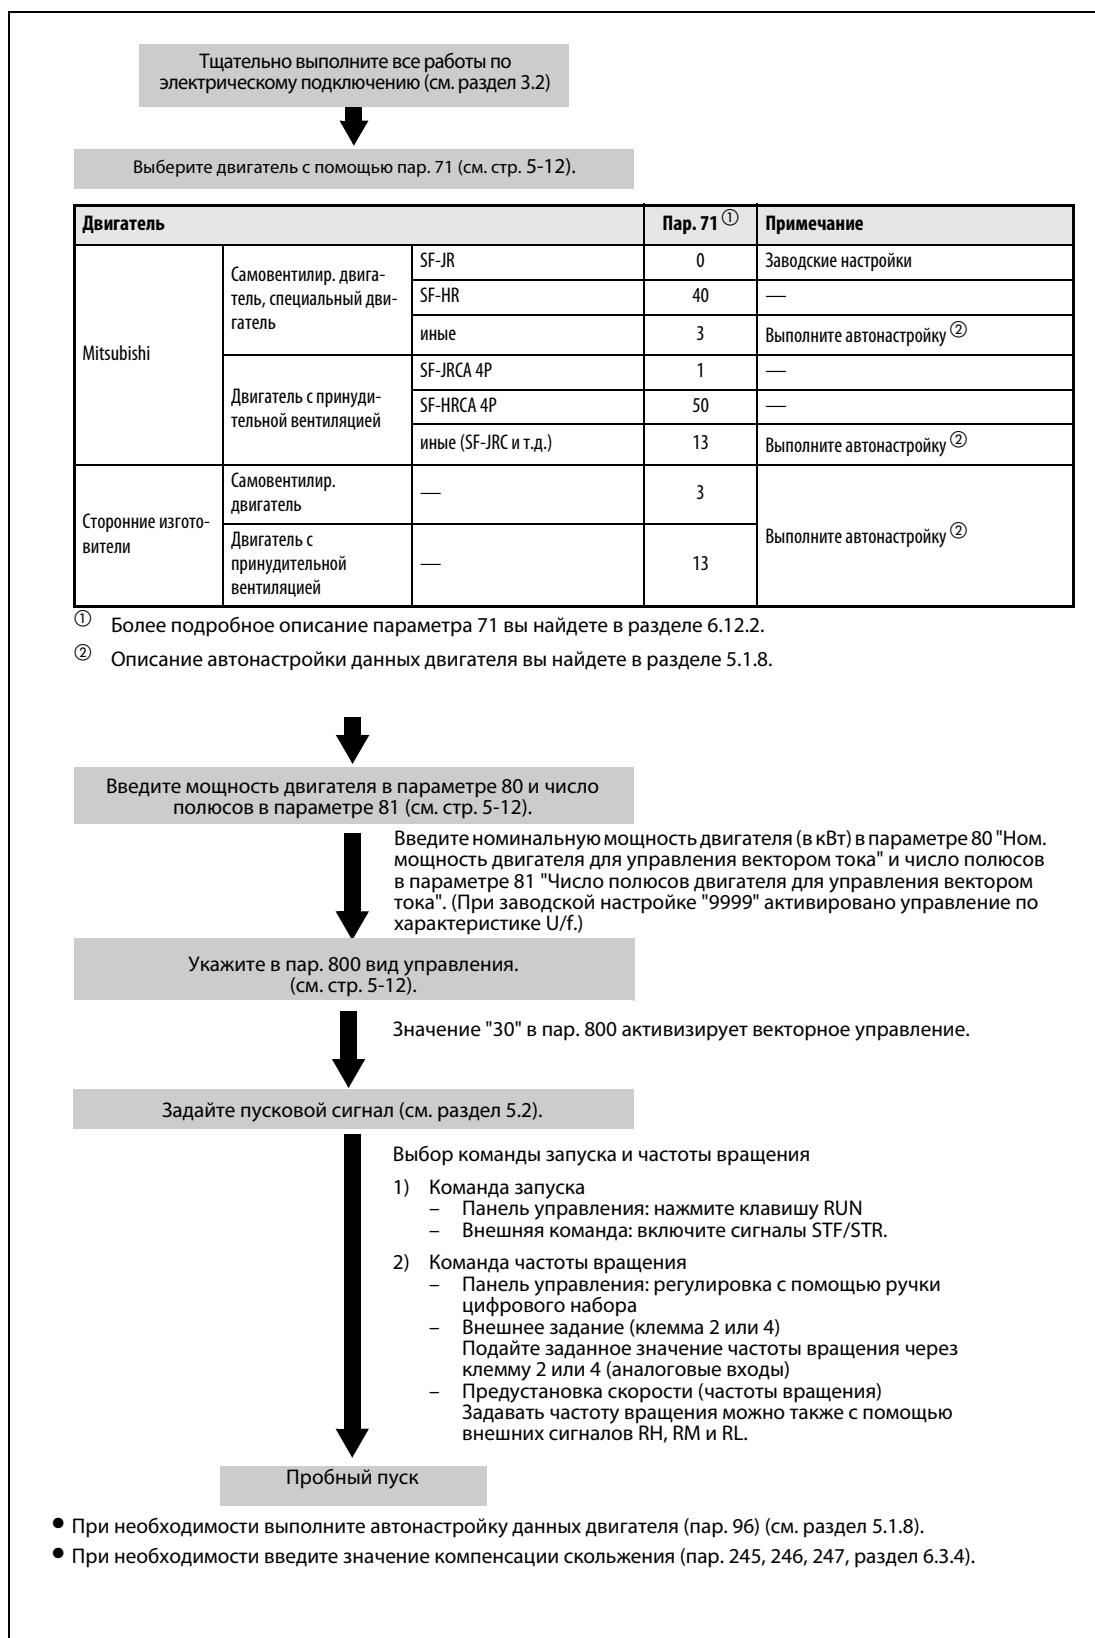 Тщательно выполните все работы по
электрическому подключению (см. раздел 3.2)
Выберите двигатель с помощью пар. 71 (см. стр. 5-12).
Двигатель Пар. 71 ① Примечание
Mitsubishi
Самовентилир. двига-
тель, специальный дви-
гатель
SF-JR 0 Заводские настройки
SF-HR 40 —
иные 3 Выполните автонастройку ②
Двигатель с принуди-
тельной вентиляцией
SF-JRCA 4P 1 —
SF-HRCA 4P 50 —
иные (SF-JRC и т.д.) 13 Выполните автонастройку ②
Сторонние изгото-
вители
Самовентилир.
двигатель
— 3
Двигатель с
принудительной
вентиляцией
— 13
Выполните автонастройку ②
① Более подробное описание параметра 71 вы найдете в разделе 6.12.2.
② Описание автонастройки данных двигателя вы найдете в разделе 5.1.8.
Введите мощность двигателя в параметре 80 и число
полюсов в параметре 81 (см. стр. 5-12).
Введите номинальную мощность двигателя (в кВт) в параметре 80 "Ном.
мощность двигателя для управления вектором тока" и число полюсов
в параметре 81 "Число полюсов двигателя для управления вектором
тока". (При заводской настройке "9999" активировано управление по
характеристике U/f.)
Укажите в пар. 800 вид управления.
(см. стр. 5-12).
Значение "30" в пар. 800 активизирует векторное управление.
Задайте пусковой сигнал (см. раздел 5.2).
Выбор команды запуска и частоты вращения
1) Команда запуска
– Панель управления: нажмите клавишу RUN
– Внешняя команда: включите сигналы STF/STR.
2) Команда частоты вращения
– Панель управления: регулировка с помощью ручки
цифрового набора
– Внешнее задание (клемма 2 или 4)
Подайте заданное значение частоты вращения через
клемму 2 или 4 (аналоговые входы)
– Предустановка скорости (частоты вращения)
Задавать частоту вращения можно также с помощью
внешних сигналов RH, RM и RL.
Пробный пуск
● При необходимости выполните автонастройку данных двигателя (пар. 96) (см. раздел 5.1.8).
● При необходимости введите значение компенсации скольжения (пар. 245, 246, 247, раздел 6.3.4).